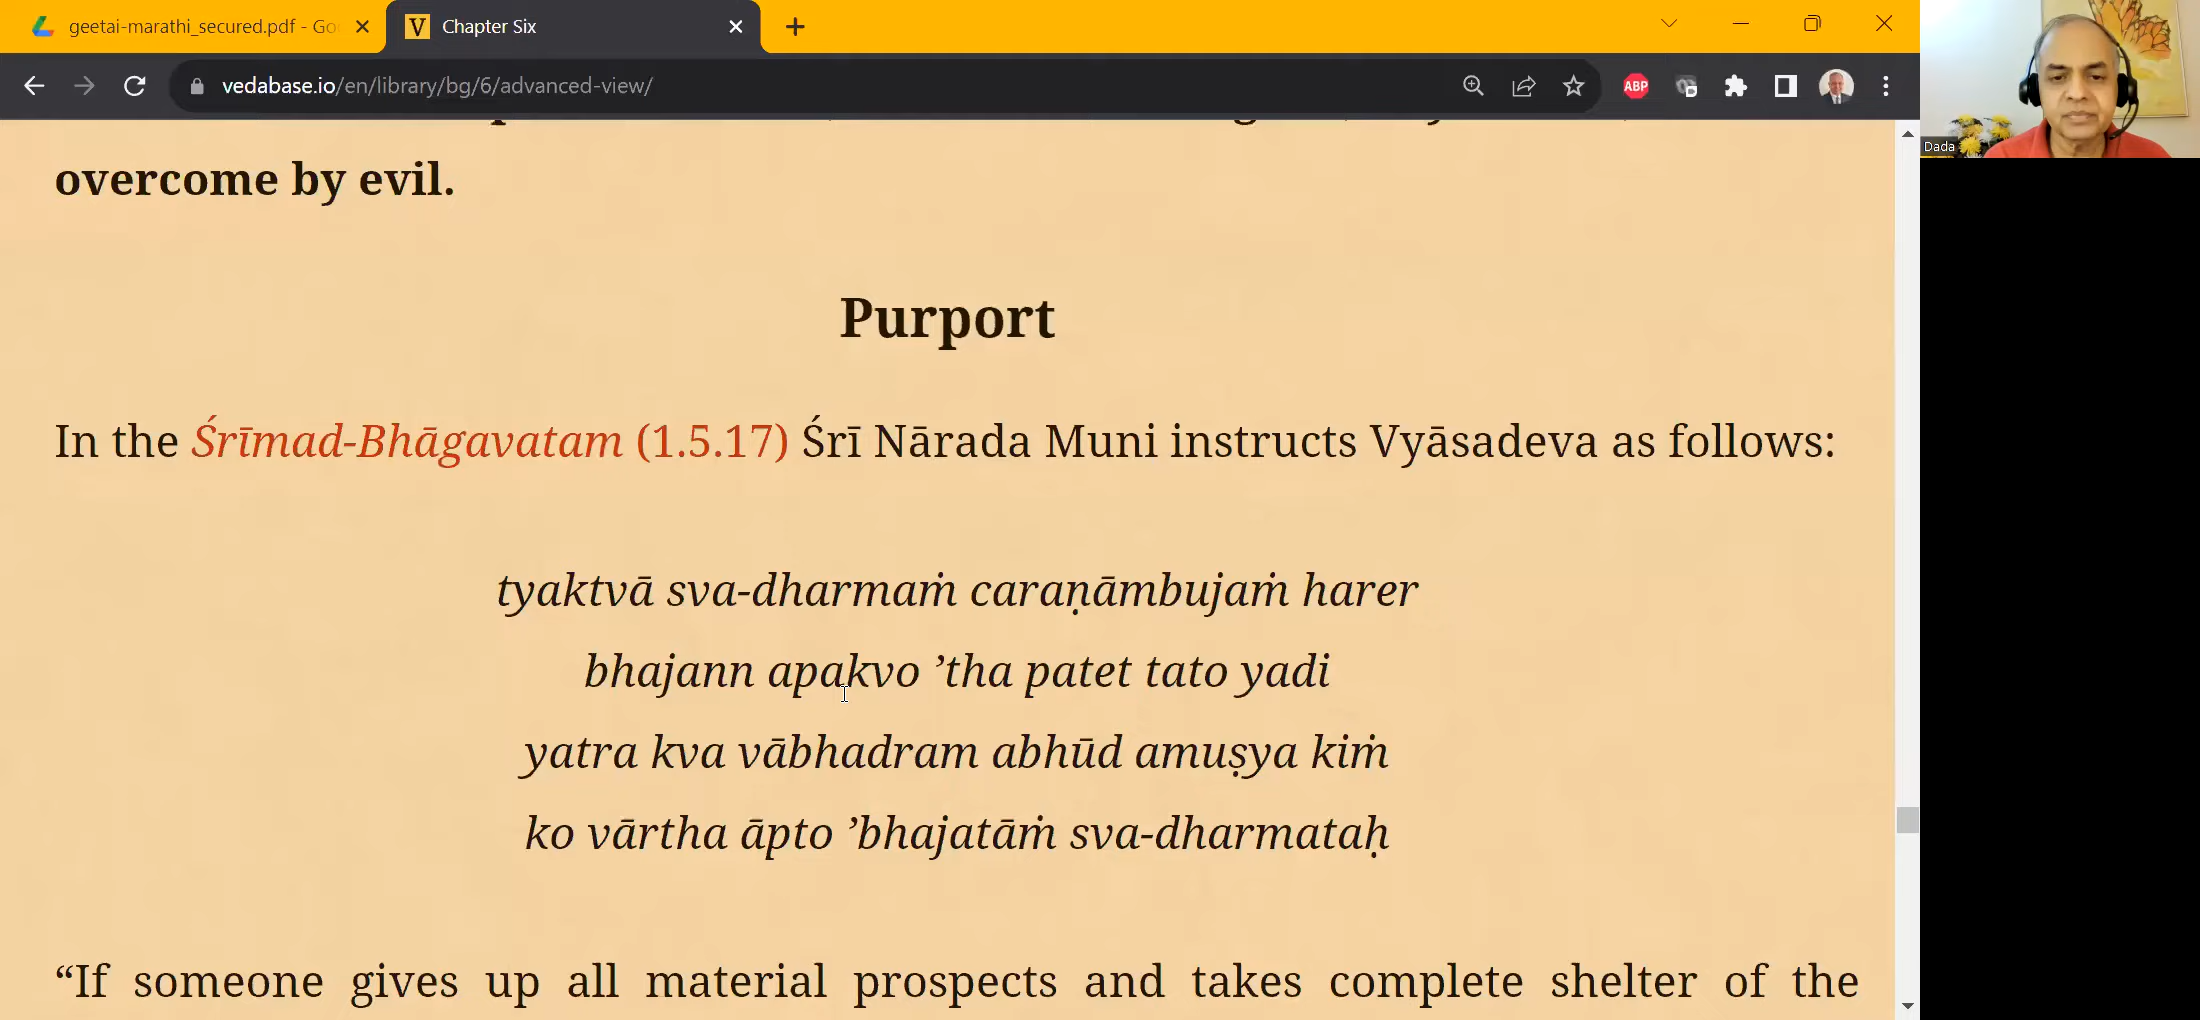 geetai-marathi_secured.pdf - Go
Chapter Six
vedabase.io/en/library/bg/6/advanced-view/
ABP
Dada
overcome by evil.
Purport
In the Śrīmad-Bhāgavatam (1.5.17) Śrī Nārada Muni instructs Vyāsadeva as follows:
tyaktvā sva-dharmaṁ caraṇāmbujaṁ harer
bhajann apakvo ’tha patet tato yadi
yatra kva vābhadram abhūd amuṣya kiṁ
ko vārtha āpto ’bhajatāṁ sva-dharmataḥ
“If someone gives up all material prospects and takes complete shelter of the